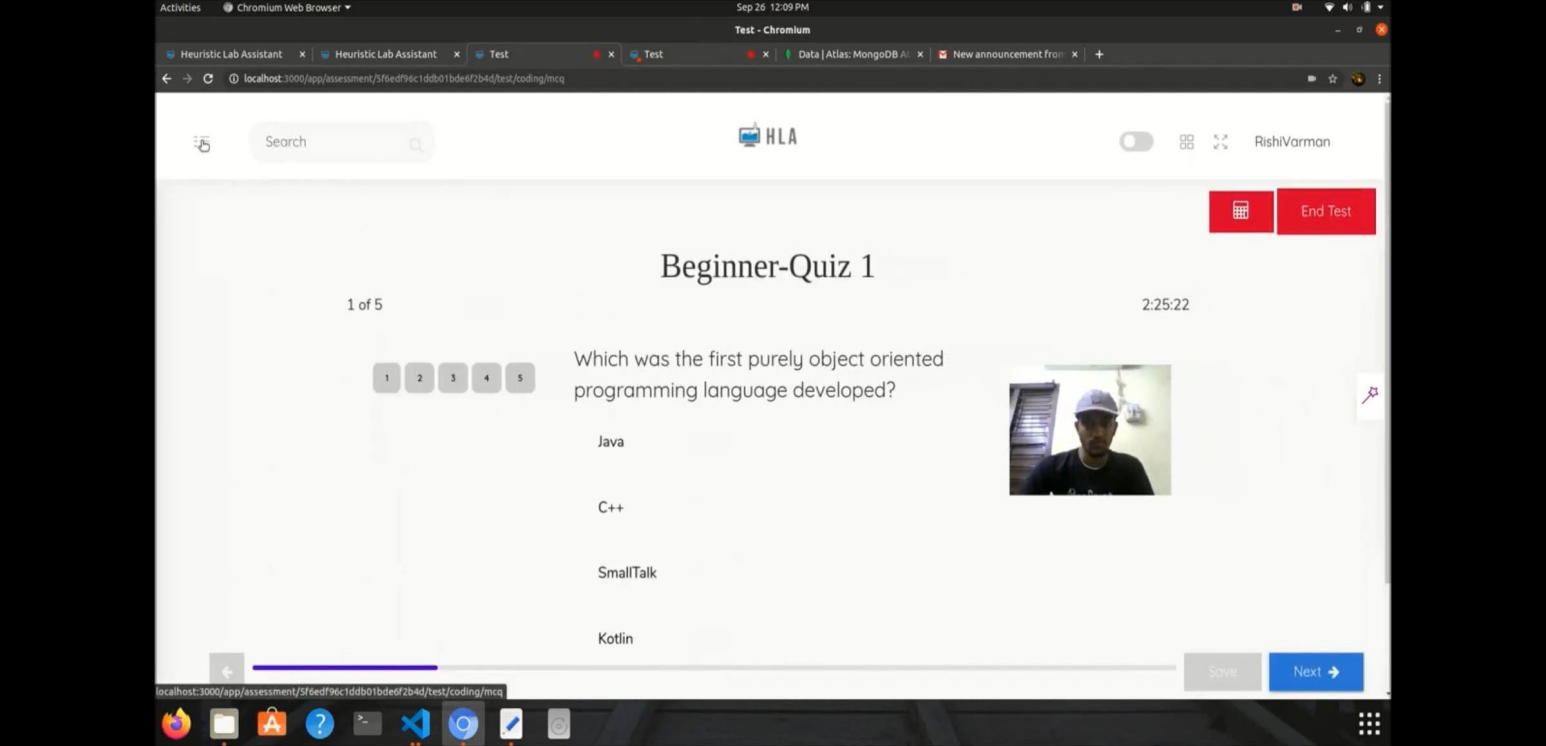 Activities
Chromium Web Browser
Sep 26 12:09 PM
Test - Chromium
Heuristic Lab Assistant
Heuristic Lab Assistant
Test
Test
Data | Atlas: MongoDB
New announcement from
localhost:3000/app/assessment/5f6edf96c1ddb01bde6f2b4d/test/coding/mcq
Search
HLA
RishiVarman
End Test
Beginner-Quiz 1
1 of 5
2:25:22
1 2 3 4 5
Which was the first purely object oriented
programming language developed?
Java
C++
SmallTalk
Kotlin
Save
Next
localhost:3000/app/assessment/5f6edf96c1ddb01bde6f2b4d/test/coding/mcq